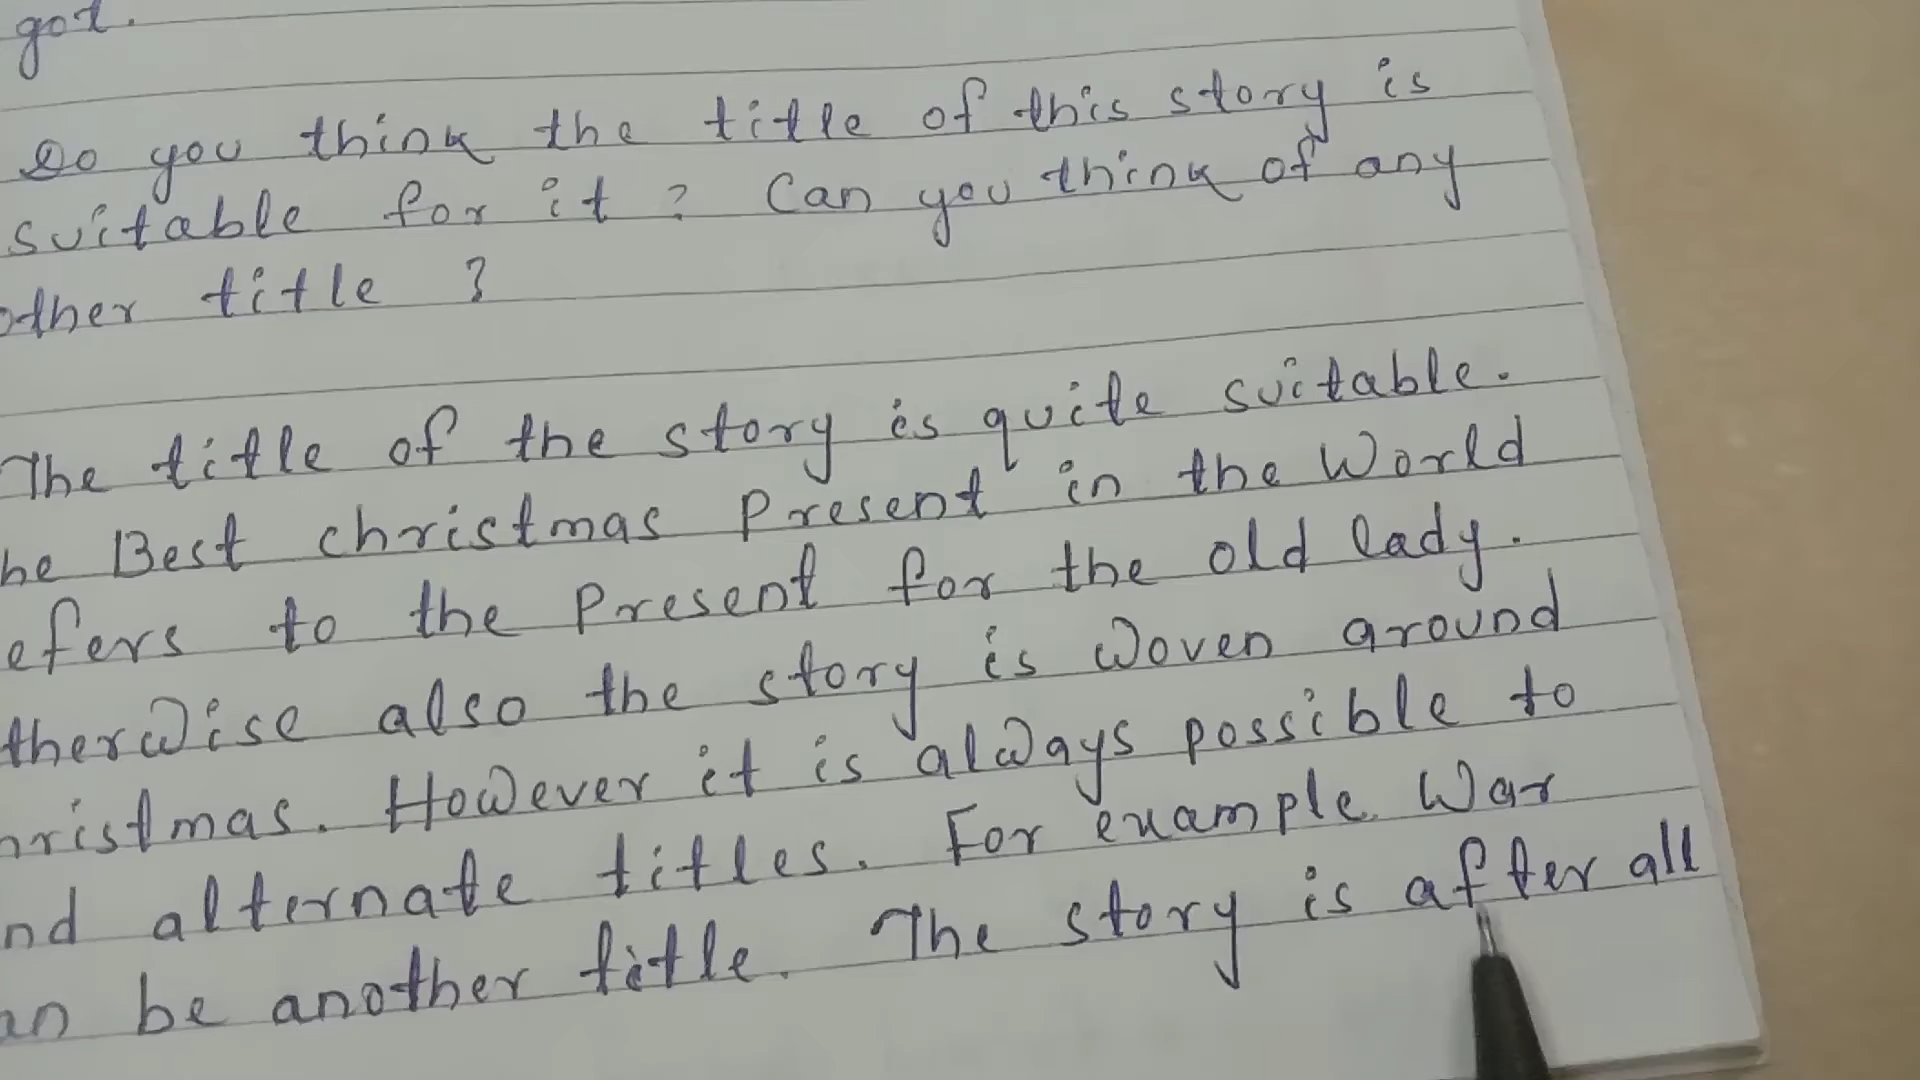 got.
Do you think the title of this story is
suitable for it ? Can you think of any
other title ?
The title of the story is quite suitable.
he Best christmas Present in the World
efers to the Present for the old lady.
therwise also the story is woven around
hristmas. However it is always possible to
nd alternate titles. For example War
an be another title. The story is after all